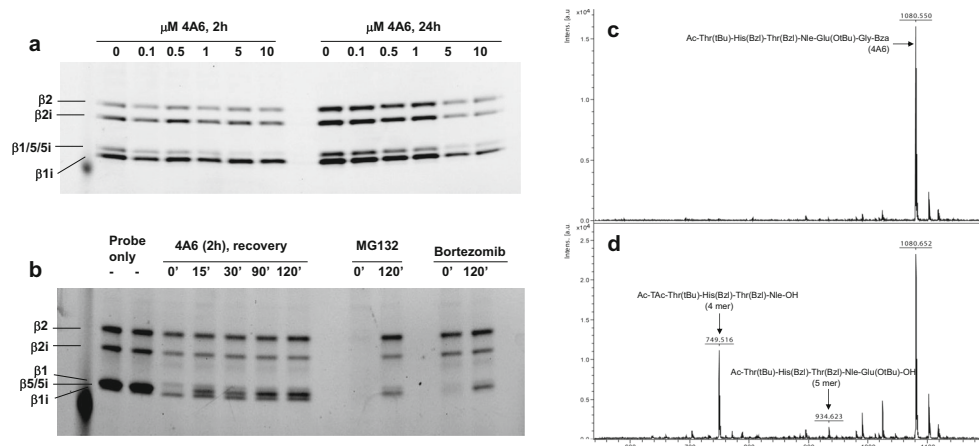 a
μM 4A6, 2h
μM 4A6, 24h
0 0.1 0.5 1 5 10
0 0.1 0.5 1 5 10
β2
β2i
β1/5/5i
β1i
b
Probe only
4A6 (2h), recovery
MG132
Bortezomib
- - 0’ 15’ 30’ 90’ 120’ 0’ 120’ 0’ 120’
β2
β2i
β1
β5/5i
β1i
c
Intens. [a.u
x10⁶
1080.550
Ac-Thr(tBu)-His(Bzl)-Thr(Bzl)-Nle-Glu(OtBu)-Gly-Bza
(4A6)
1.5
1.0
0.5
0.0
d
Intens. [a.u
x10⁴
1080.652
2.5
2.0
1.5
1.0
0.5
0.0
Ac-TAc-Thr(tBu)-His(Bzl)-Thr(Bzl)-Nle-OH
(4 mer)
749.516
Ac-Thr(tBu)-His(Bzl)-Thr(Bzl)-Nle-Glu(OtBu)-OH
(5 mer)
934.623